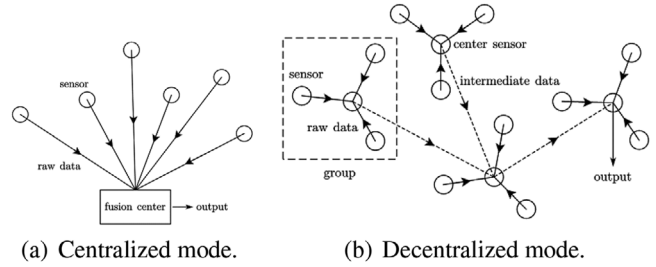 sensor
raw data
fusion center
output
(a) Centralized mode.
center sensor
sensor
intermediate data
raw data
group
output
(b) Decentralized mode.